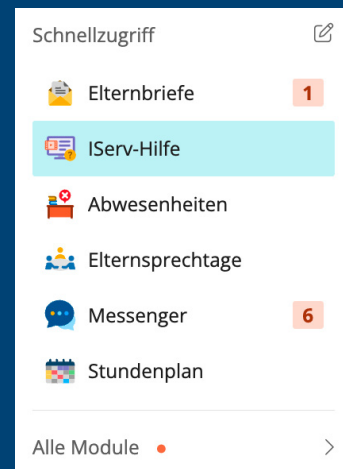 Schnellzugriff
Elternbriefe 1
IServ-Hilfe
Abwesenheiten
Elternsprechtage
Messenger 6
Stundenplan
Alle Module